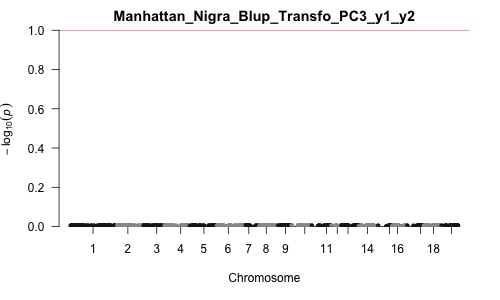 Manhattan_Nigra_Blup_Transfo_PC3_y1_y2
− log₁₀(p)
1.0
0.8
0.6
0.4
0.2
0.0
1 2 3 4 5 6 7 8 9 11 14 16 18
Chromosome